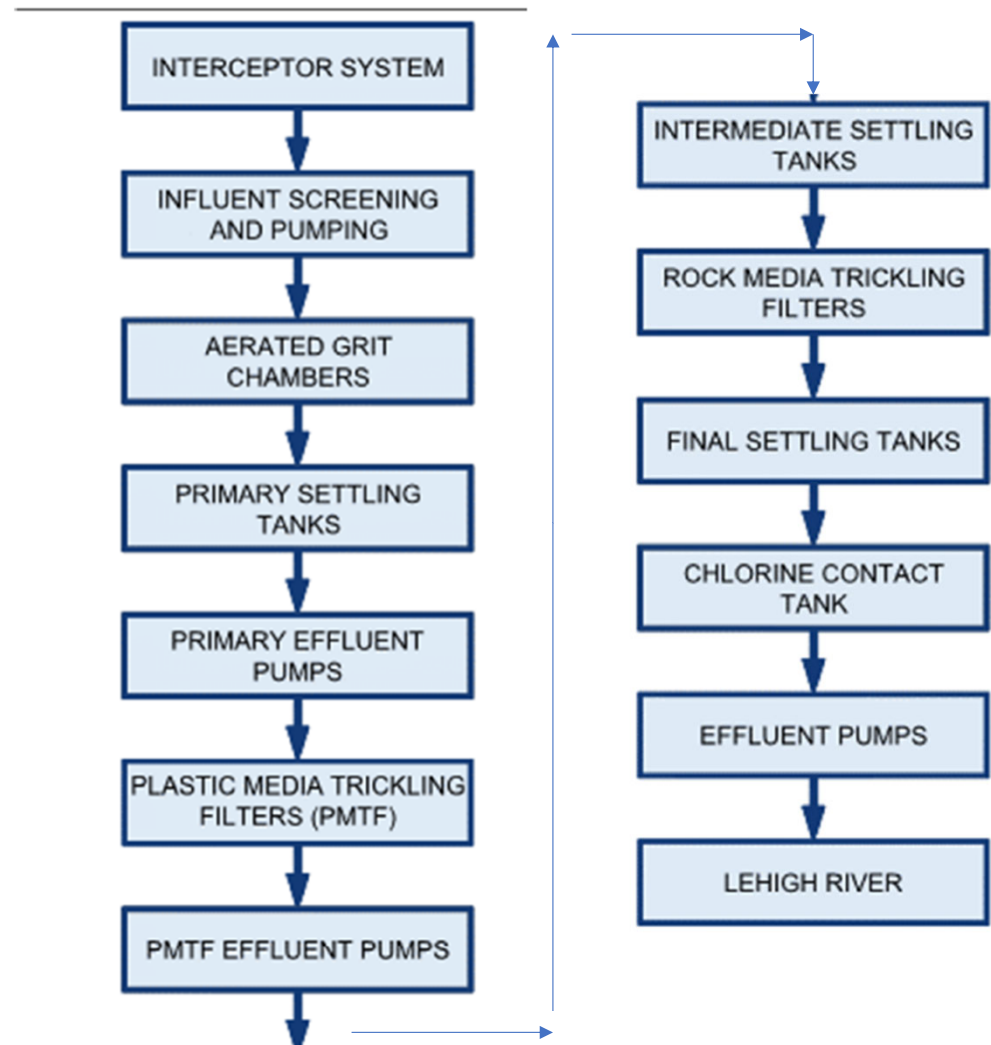 INTERCEPTOR SYSTEM
INFLUENT SCREENING
AND PUMPING
AERATED GRIT
CHAMBERS
PRIMARY SETTLING
TANKS
PRIMARY EFFLUENT
PUMPS
PLASTIC MEDIA TRICKLING
FILTERS (PMTF)
PMTF EFFLUENT PUMPS
INTERMEDIATE SETTLING
TANKS
ROCK MEDIA TRICKLING
FILTERS
FINAL SETTLING TANKS
CHLORINE CONTACT
TANK
EFFLUENT PUMPS
LEHIGH RIVER